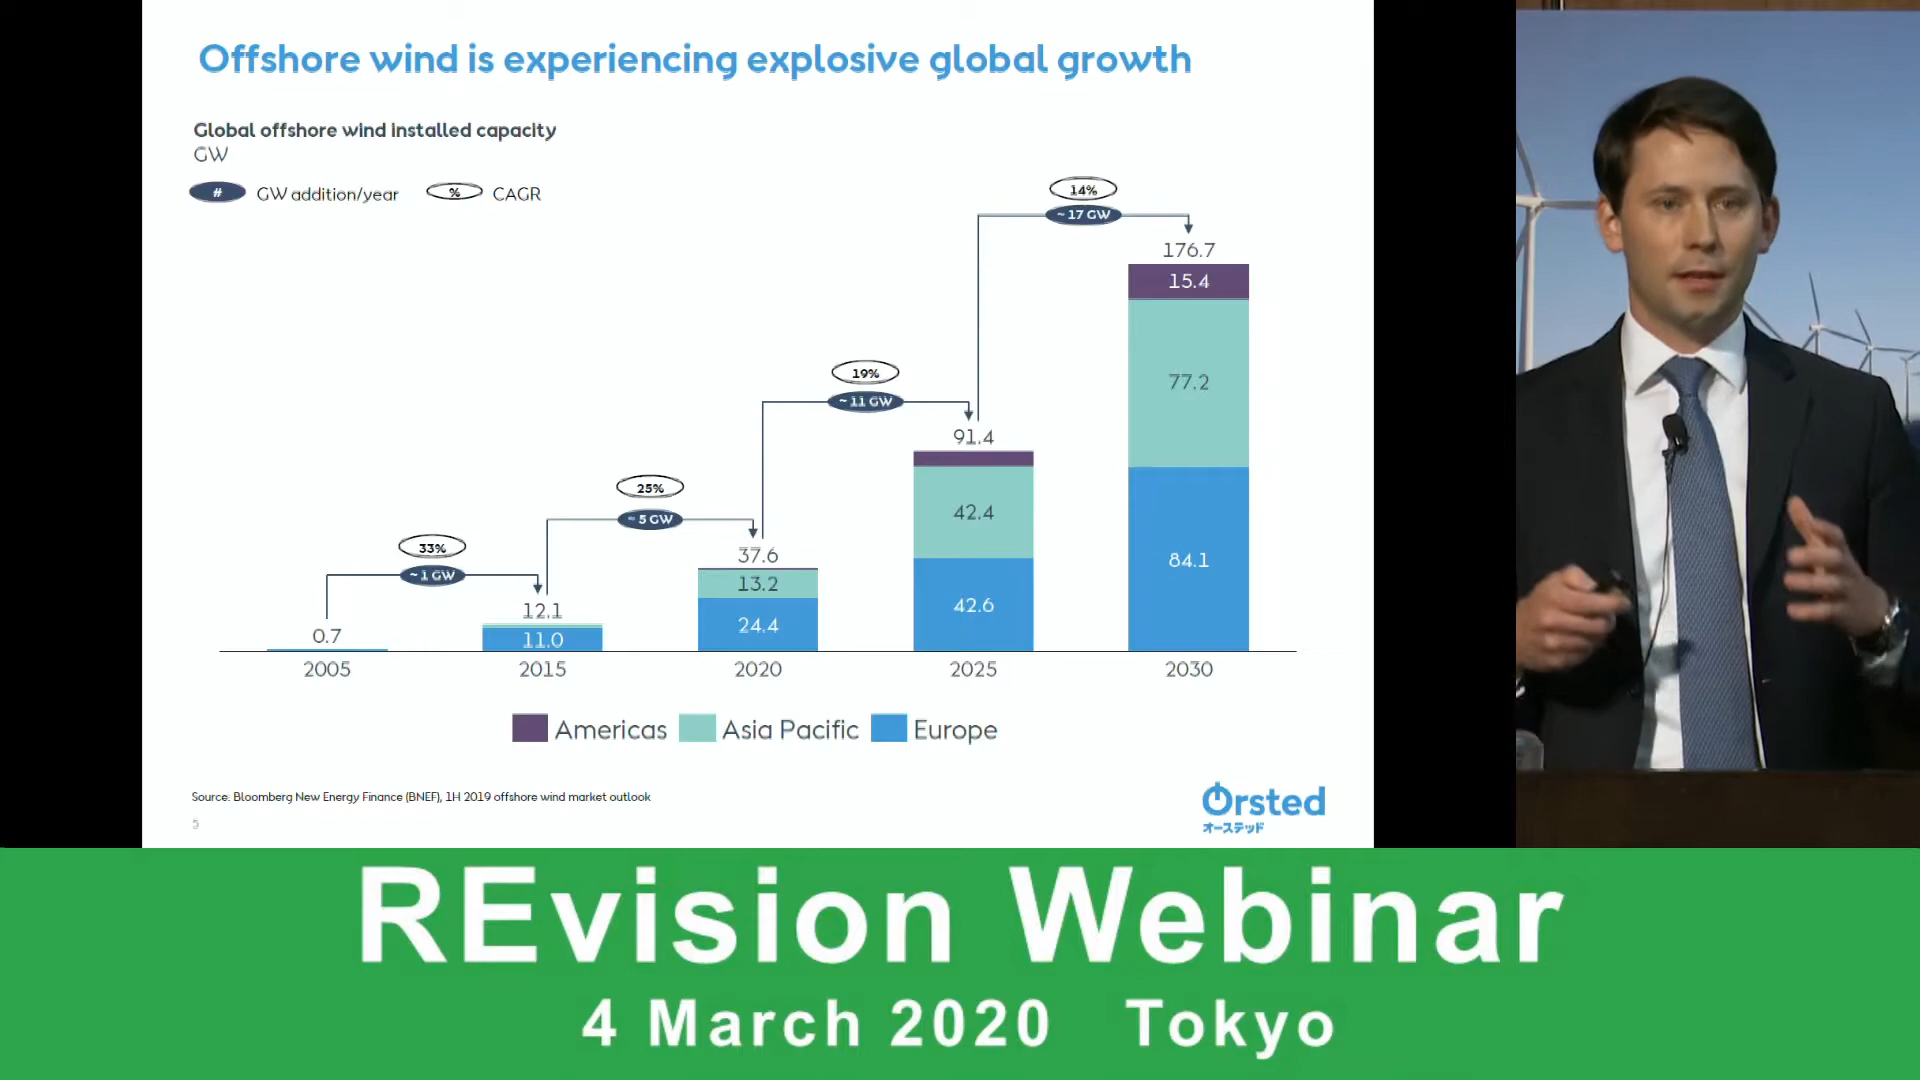 Offshore wind is experiencing explosive global growth
Global offshore wind installed capacity
GW
# GW addition/year % CAGR
14%
~ 17 GW
176.7
15.4
77.2
84.1
19%
~ 11 GW
91.4
42.4
42.6
25%
~ 5 GW
37.6
13.2
24.4
33%
~ 1 GW
12.1
11.0
0.7
2005 2015 2020 2025 2030
Americas Asia Pacific Europe
Source: Bloomberg New Energy Finance (BNEF), 1H 2019 offshore wind market outlook
5
Ørsted
オーステッド
REvision Webinar
4 March 2020 Tokyo